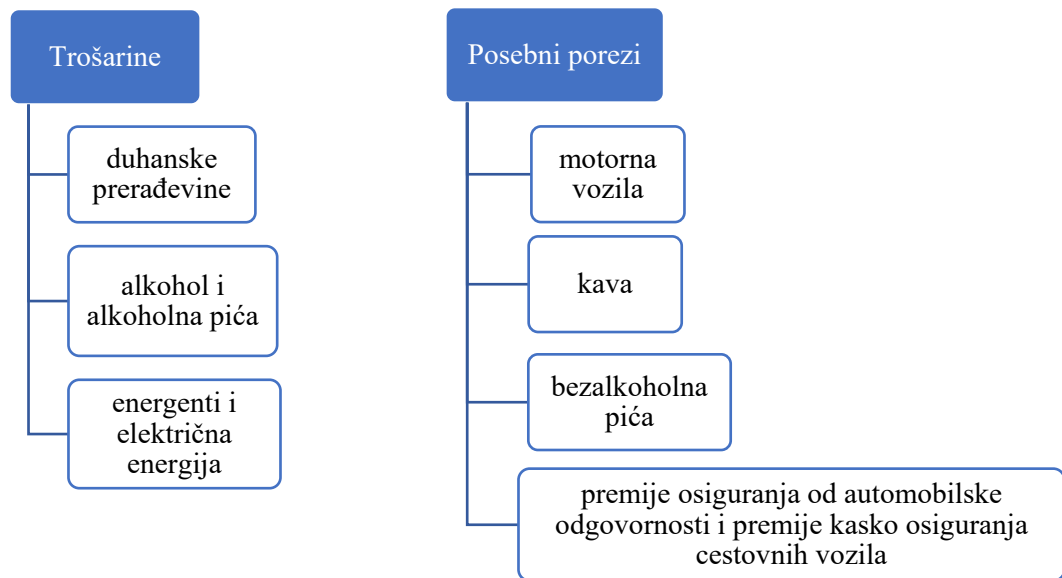 Trošarine
duhanske
prerađevine
alkohol i
alkoholna pića
energenti i
električna
energija
Posebni porezi
motorna
vozila
kava
bezalkoholna
pića
premije osiguranja od automobilske
odgovornosti i premije kasko osiguranja
cestovnih vozila